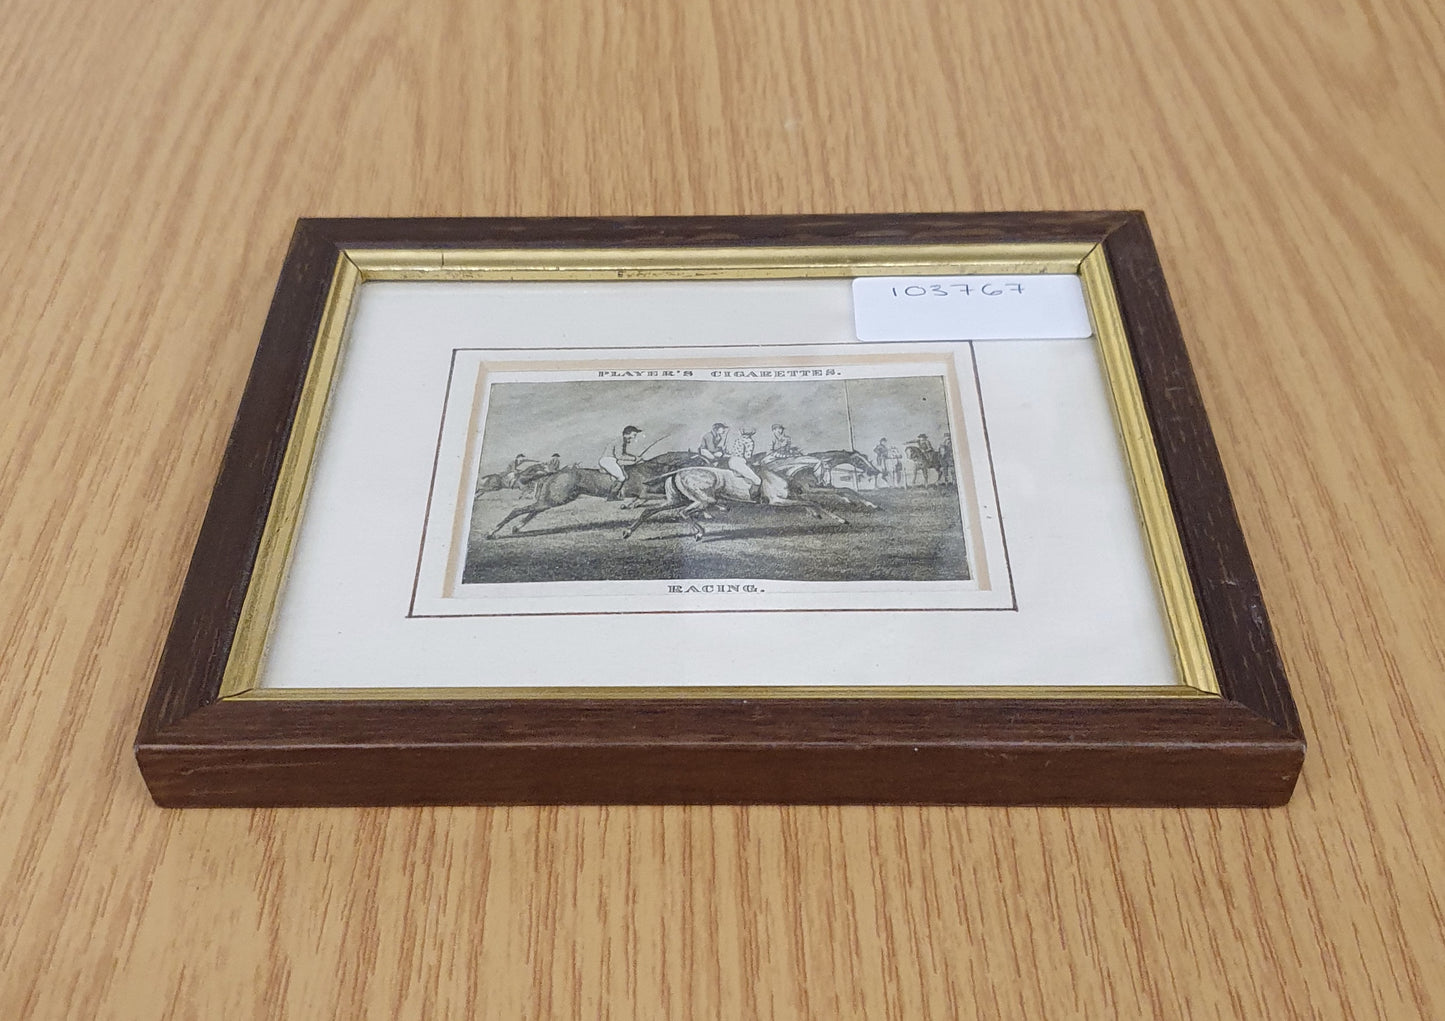 103767
PLAYER'S CIGARETTES.
RACING.